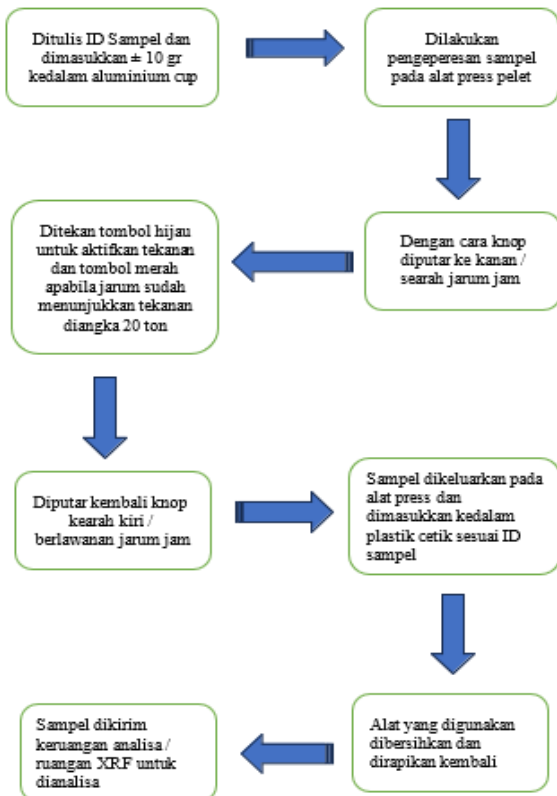 Ditulis ID Sampel dan
dimasukkan ± 10 gr
kedalam aluminium cup
Dilakukan
pengeperesan sampel
pada alat press pelet
Dengan cara knop
diputar ke kanan /
searah jarum jam
Ditekan tombol hijau
untuk aktifkan tekanan
dan tombol merah
apabila jarum sudah
menunjukkan tekanan
diangka 20 ton
Diputar kembali knop
kearah kiri /
berlawanan jarum jam
Sampel dikeluarkan pada
alat press dan
dimasukkan kedalam
plastik cetik sesuai ID
sampel
Alat yang digunakan
dibersihkan dan
dirapikan kembali
Sampel dikirim
keruangan analisa /
ruangan XRF untuk
dianalisa